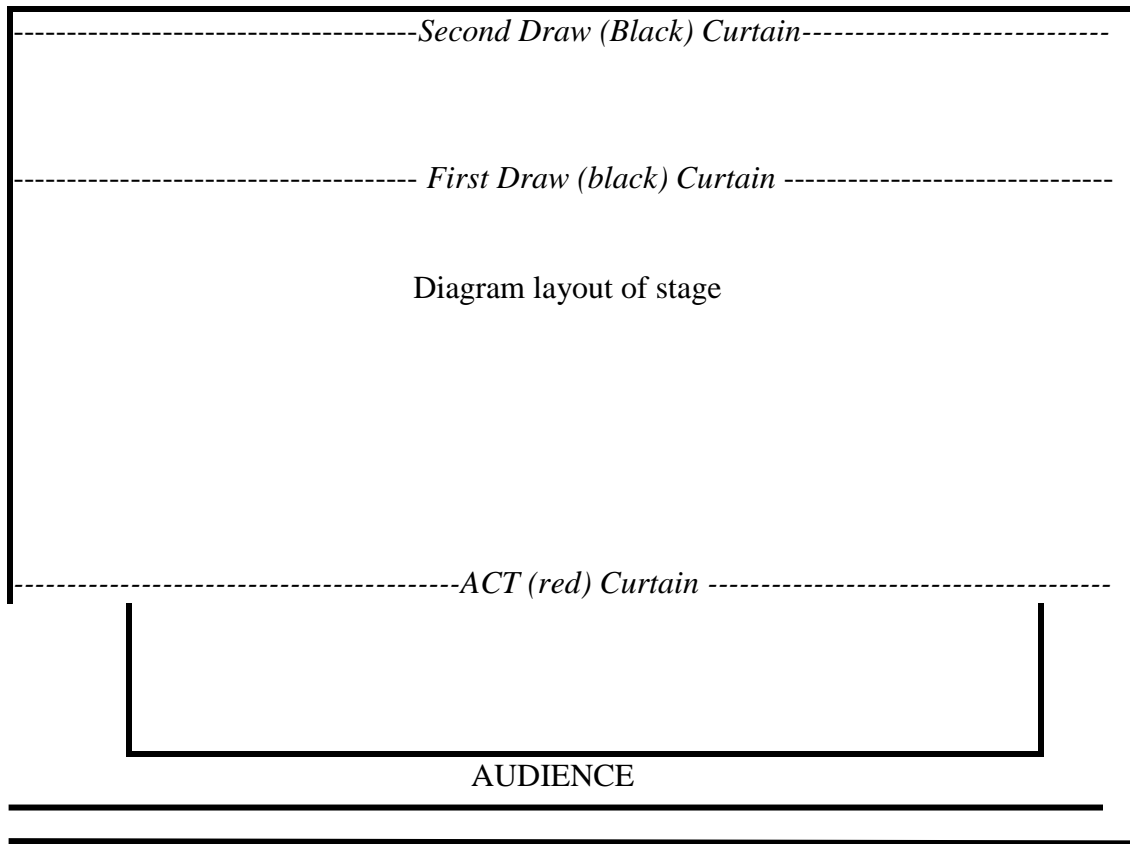 ----------------------------------Second Draw (Black) Curtain--------------------------
---------------------------------- First Draw (black) Curtain ----------------------------
Diagram layout of stage
--------------------------------------ACT (red) Curtain ----------------------------------
AUDIENCE